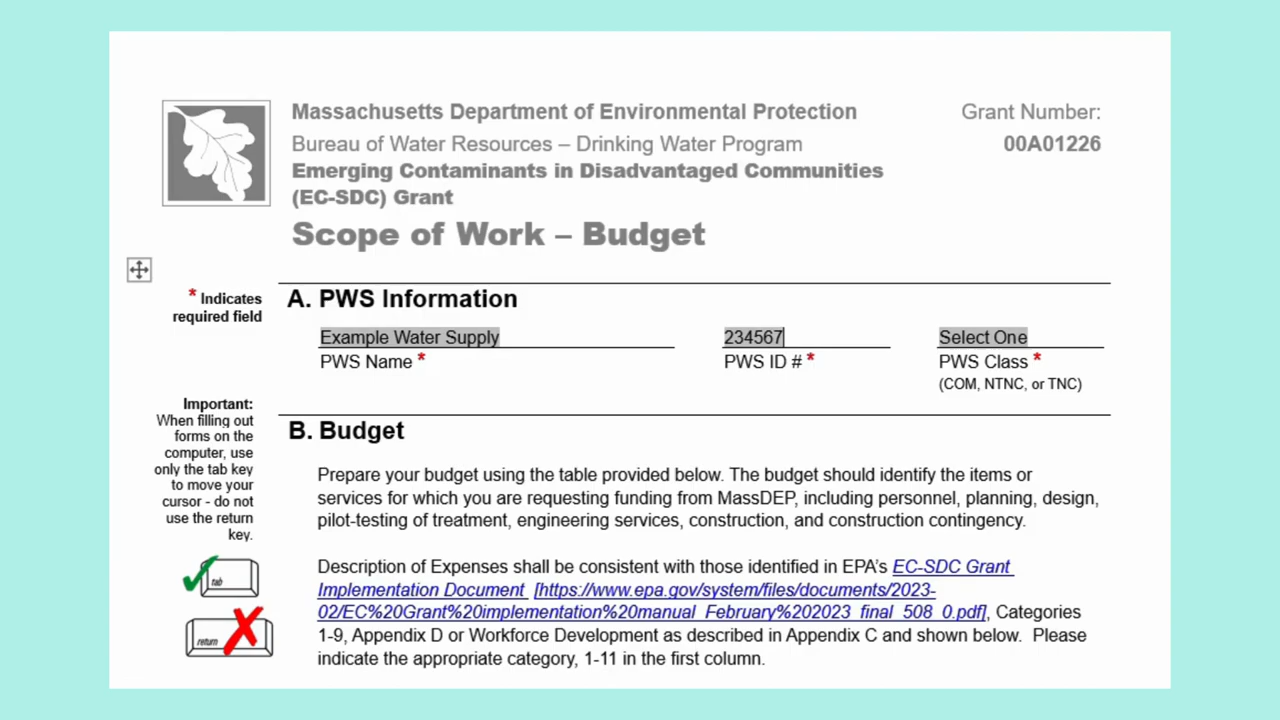 Massachusetts Department of Environmental Protection
Grant Number:
Bureau of Water Resources – Drinking Water Program
00A01226
Emerging Contaminants in Disadvantaged Communities
(EC-SDC) Grant
Scope of Work – Budget
* Indicates
required field
A. PWS Information
Example Water Supply
234567
Select One
PWS Name *
PWS ID # *
PWS Class *
(COM, NTNC, or TNC)
Important:
When filling out
forms on the
computer, use
only the tab key
to move your
cursor - do not
use the return
key.
tab
return
B. Budget
Prepare your budget using the table provided below. The budget should identify the items or
services for which you are requesting funding from MassDEP, including personnel, planning, design,
pilot-testing of treatment, engineering services, construction, and construction contingency.
Description of Expenses shall be consistent with those identified in EPA's EC-SDC Grant
Implementation Document [https://www.epa.gov/system/files/documents/2023-
02/EC%20Grant%20implementation%20manual_February%202023_final_508_0.pdf], Categories
1-9, Appendix D or Workforce Development as described in Appendix C and shown below. Please
indicate the appropriate category, 1-11 in the first column.